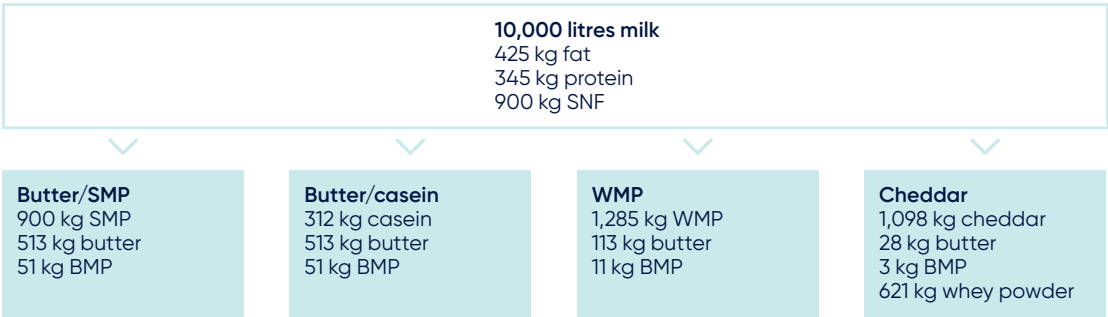 10,000 litres milk
425 kg fat
345 kg protein
900 kg SNF
Butter/SMP
900 kg SMP
513 kg butter
51 kg BMP
Butter/casein
312 kg casein
513 kg butter
51 kg BMP
WMP
1,285 kg WMP
113 kg butter
11 kg BMP
Cheddar
1,098 kg cheddar
28 kg butter
3 kg BMP
621 kg whey powder